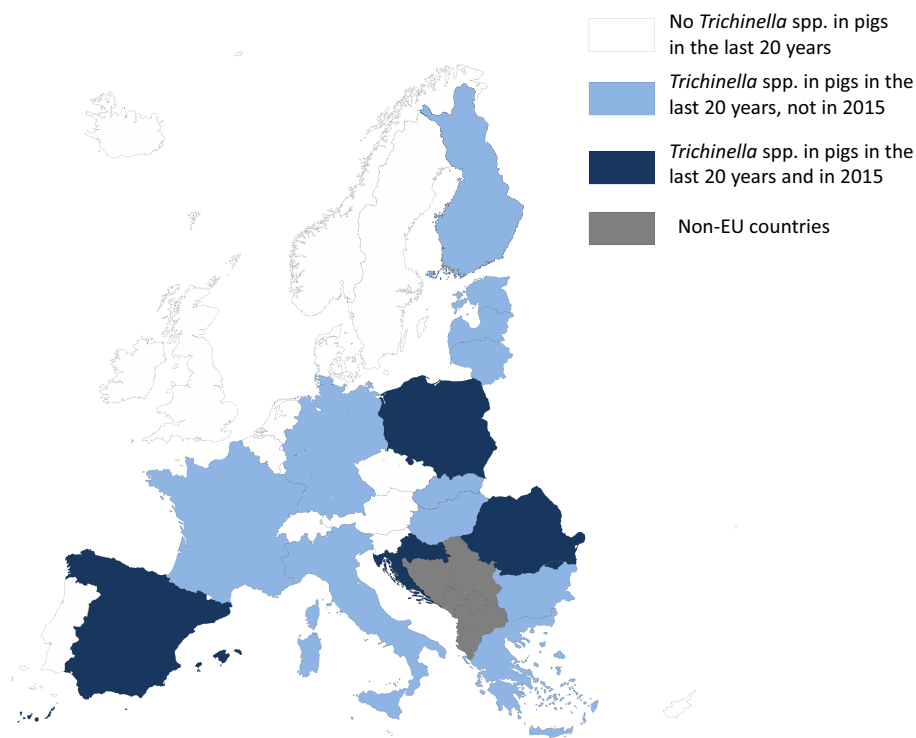 No Trichinella spp. in pigs
in the last 20 years
Trichinella spp. in pigs in the
last 20 years, not in 2015
Trichinella spp. in pigs in the
last 20 years and in 2015
Non-EU countries